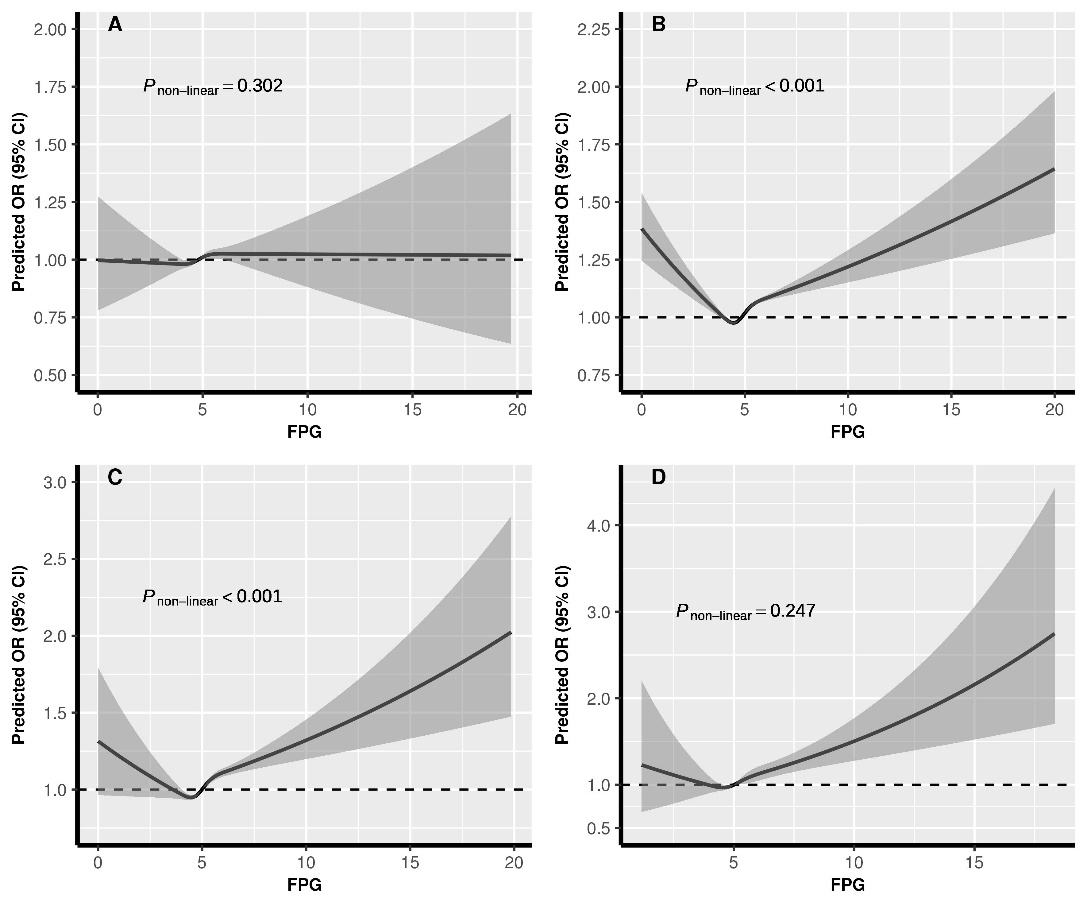 A
P non–linear = 0.302
2.00
1.75
1.50
1.25
1.00
0.75
0.50
Predicted OR (95% CI)
0 5 10 15 20
FPG
B
P non–linear < 0.001
2.25
2.00
1.75
1.50
1.25
1.00
0.75
Predicted OR (95% CI)
0 5 10 15 20
FPG
C
P non–linear < 0.001
3.0
2.5
2.0
1.5
1.0
Predicted OR (95% CI)
0 5 10 15 20
FPG
D
P non–linear = 0.247
4.0
3.0
2.0
1.0
0.5
Predicted OR (95% CI)
5 10 15
FPG